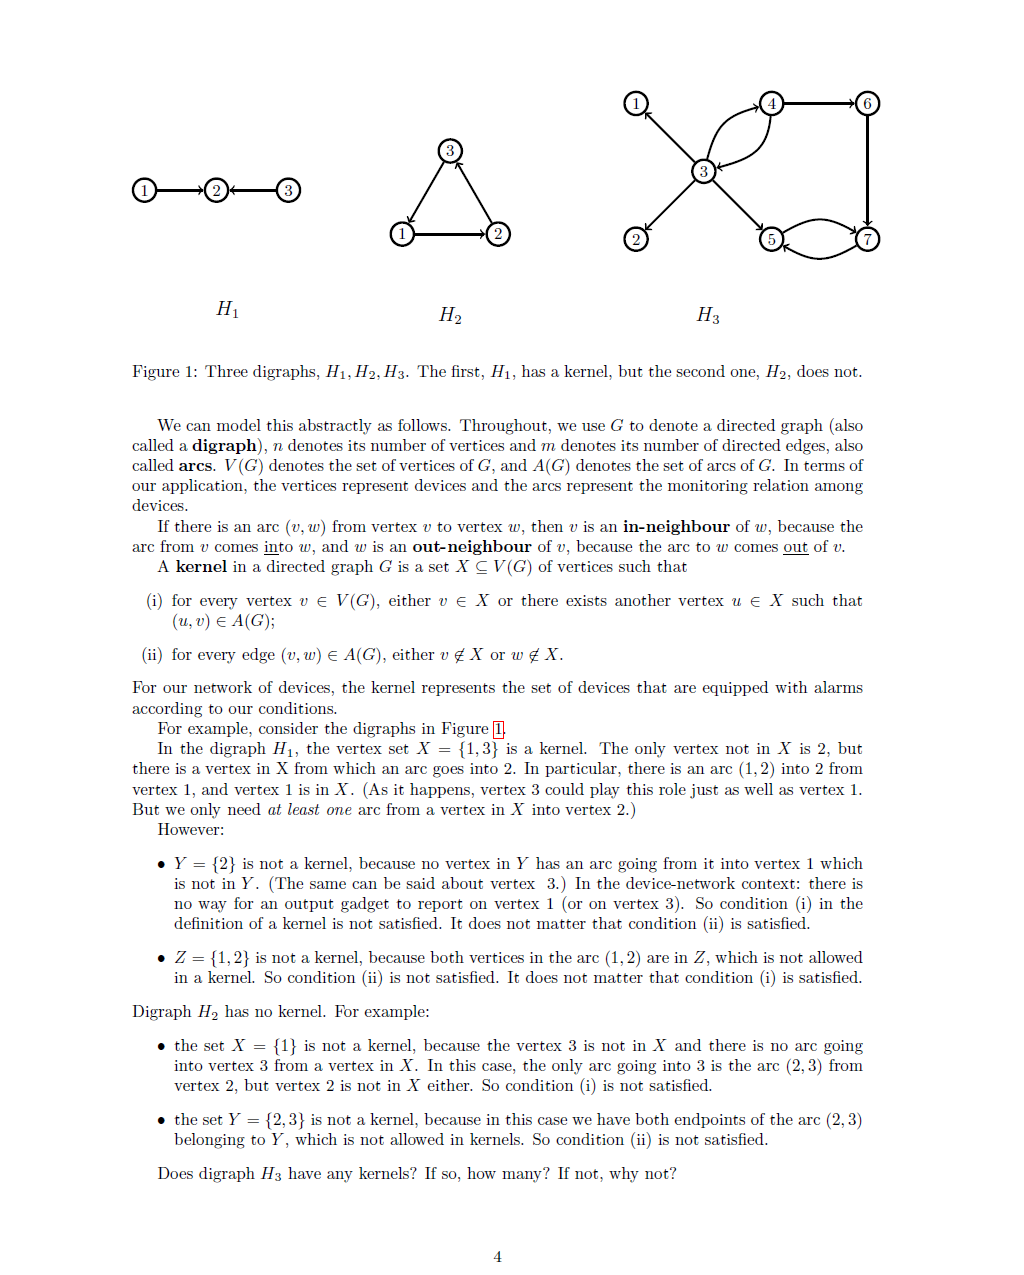 1
4
6
3
3
1
2
3
1
2
2
5
7
H₁
H₂
H₃
Figure 1: Three digraphs, H₁, H₂, H₃. The first, H₁, has a kernel, but the second one, H₂, does not.
We can model this abstractly as follows. Throughout, we use G to denote a directed graph (also
called a digraph), n denotes its number of vertices and m denotes its number of directed edges, also
called arcs. V(G) denotes the set of vertices of G, and A(G) denotes the set of arcs of G. In terms of
our application, the vertices represent devices and the arcs represent the monitoring relation among
devices.
If there is an arc (v, w) from vertex v to vertex w, then v is an in-neighbour of w, because the
arc from v comes into w, and w is an out-neighbour of v, because the arc to w comes out of v.
A kernel in a directed graph G is a set X ⊆ V(G) of vertices such that
(i) for every vertex v ∈ V(G), either v ∈ X or there exists another vertex u ∈ X such that
(u, v) ∈ A(G);
(ii) for every edge (v, w) ∈ A(G), either v ∉ X or w ∉ X.
For our network of devices, the kernel represents the set of devices that are equipped with alarms
according to our conditions.
For example, consider the digraphs in Figure 1.
In the digraph H₁, the vertex set X = {1, 3} is a kernel. The only vertex not in X is 2, but
there is a vertex in X from which an arc goes into 2. In particular, there is an arc (1, 2) into 2 from
vertex 1, and vertex 1 is in X. (As it happens, vertex 3 could play this role just as well as vertex 1.
But we only need at least one arc from a vertex in X into vertex 2.)
However:
• Y = {2} is not a kernel, because no vertex in Y has an arc going from it into vertex 1 which
is not in Y. (The same can be said about vertex 3.) In the device-network context: there is
no way for an output gadget to report on vertex 1 (or on vertex 3). So condition (i) in the
definition of a kernel is not satisfied. It does not matter that condition (ii) is satisfied.
• Z = {1, 2} is not a kernel, because both vertices in the arc (1, 2) are in Z, which is not allowed
in a kernel. So condition (ii) is not satisfied. It does not matter that condition (i) is satisfied.
Digraph H₂ has no kernel. For example:
• the set X = {1} is not a kernel, because the vertex 3 is not in X and there is no arc going
into vertex 3 from a vertex in X. In this case, the only arc going into 3 is the arc (2, 3) from
vertex 2, but vertex 2 is not in X either. So condition (i) is not satisfied.
• the set Y = {2, 3} is not a kernel, because in this case we have both endpoints of the arc (2, 3)
belonging to Y, which is not allowed in kernels. So condition (ii) is not satisfied.
Does digraph H₃ have any kernels? If so, how many? If not, why not?
4